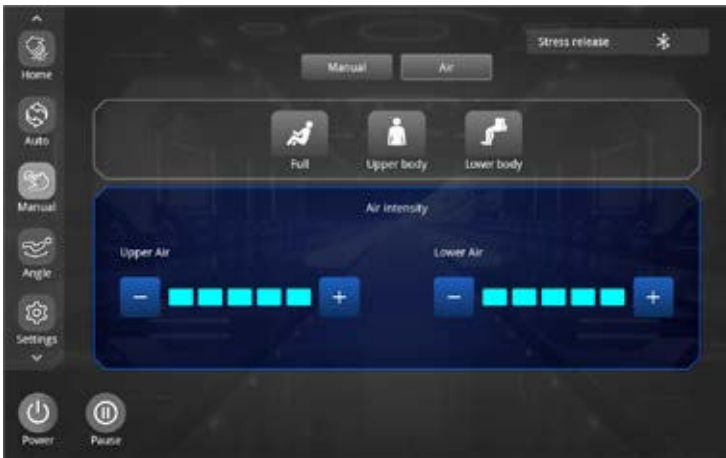 Stress release
Manual Air
Home
Full Upper body Lower body
Auto
Manual
Air intensity
Upper Air Lower Air
Angle
Settings
Power Pause